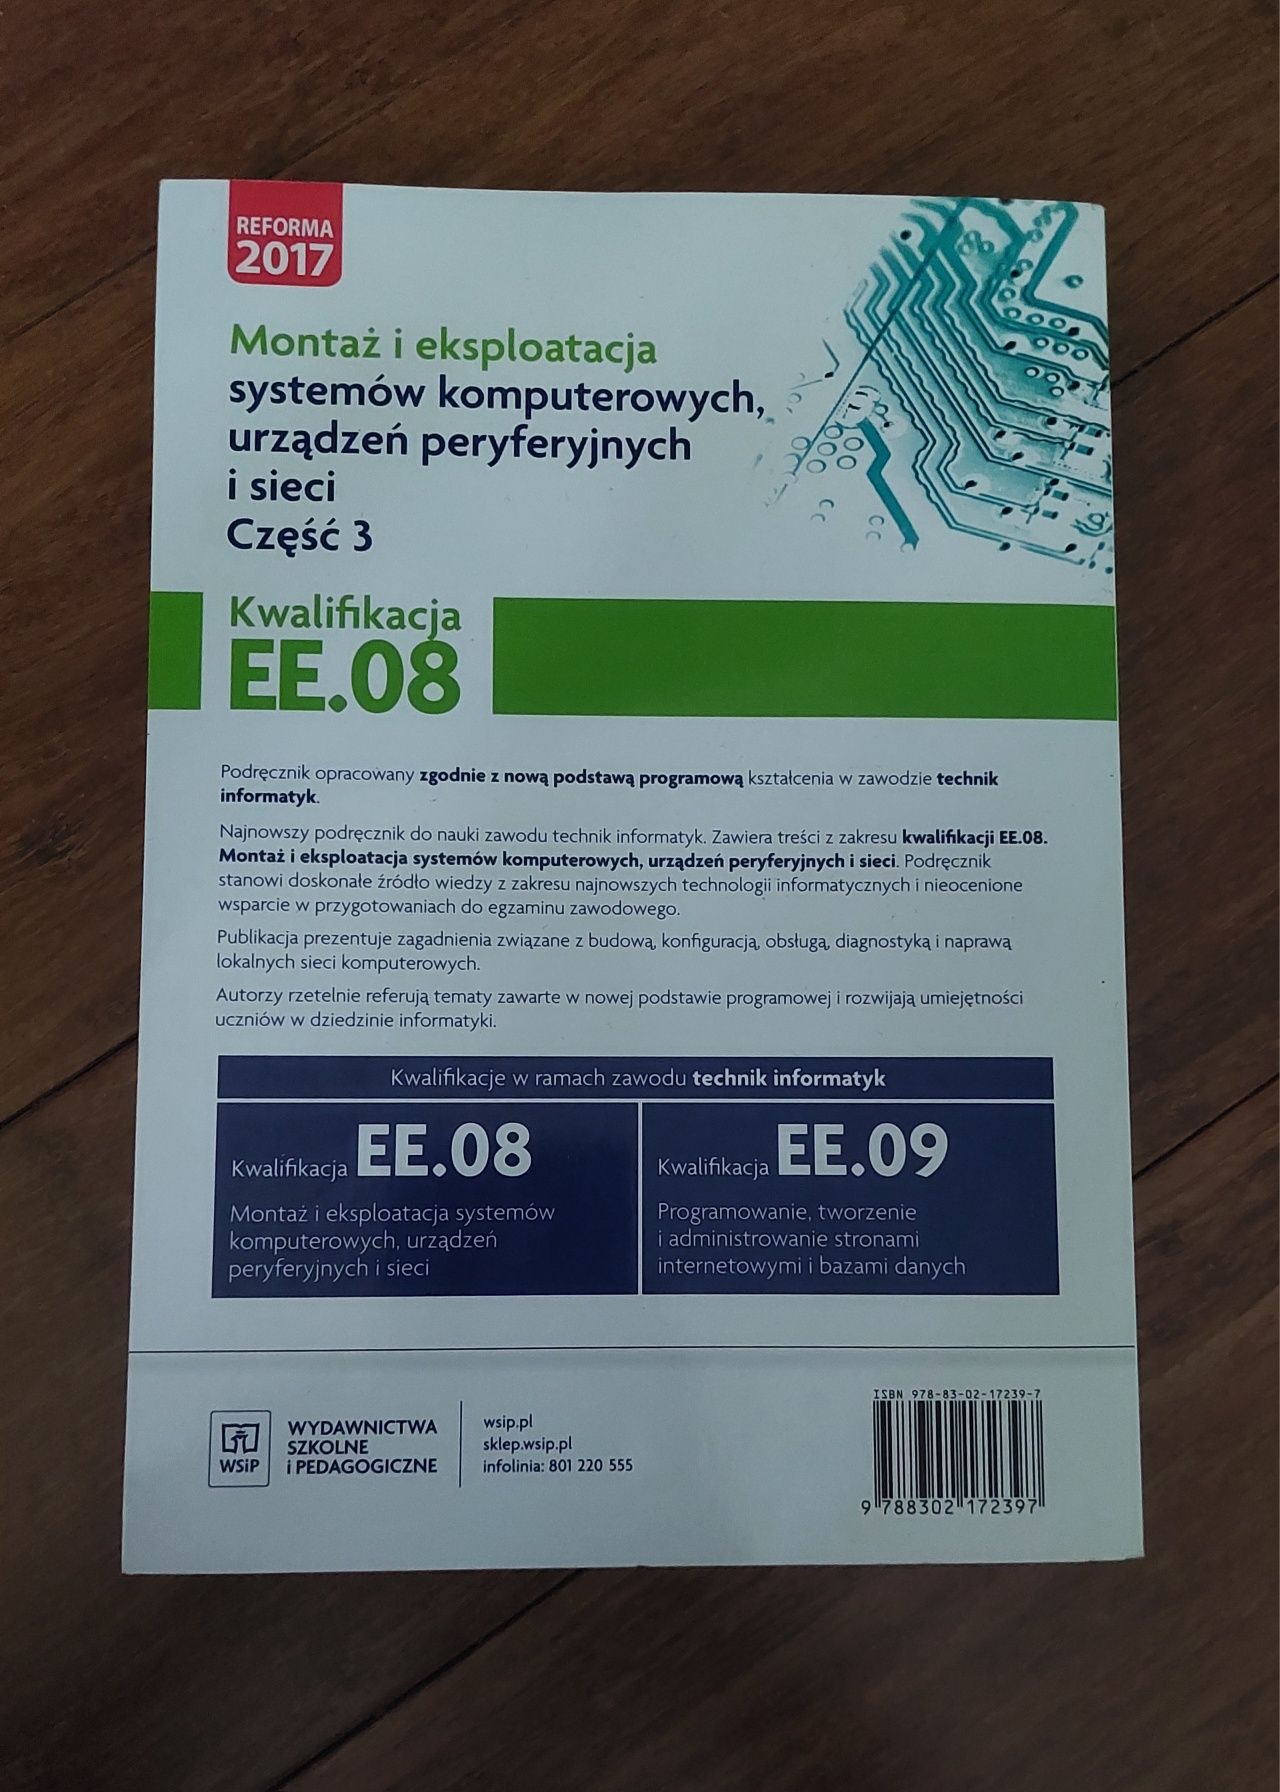 REFORMA
2017
Montaż i eksploatacja
systemów komputerowych,
urządzeń peryferyjnych
i sieci
Część 3
Kwalifikacja
EE.08
Podręcznik opracowany zgodnie z nową podstawą programową kształcenia w zawodzie technik
informatyk.
Najnowszy podręcznik do nauki zawodu technik informatyk. Zawiera treści z zakresu kwalifikacji EE.08.
Montaż i eksploatacja systemów komputerowych, urządzeń peryferyjnych i sieci. Podręcznik
stanowi doskonałe źródło wiedzy z zakresu najnowszych technologii informatycznych i nieocenione
wsparcie w przygotowaniach do egzaminu zawodowego.
Publikacja prezentuje zagadnienia związane z budową, konfiguracją, obsługą, diagnostyką i naprawą
lokalnych sieci komputerowych.
Autorzy rzetelnie referują tematy zawarte w nowej podstawie programowej i rozwijają umiejętności
uczniów w dziedzinie informatyki.
Kwalifikacje w ramach zawodu technik informatyk
Kwalifikacja EE.08
Montaż i eksploatacja systemów
komputerowych, urządzeń
peryferyjnych i sieci
Kwalifikacja EE.09
Programowanie, tworzenie
i administrowanie stronami
internetowymi i bazami danych
WSiP
WYDAWNICTWA
SZKOLNE
i PEDAGOGICZNE
wsip.pl
sklep.wsip.pl
infolinia: 801 220 555
ISBN 978-83-02-17239-7
9 788302 172397